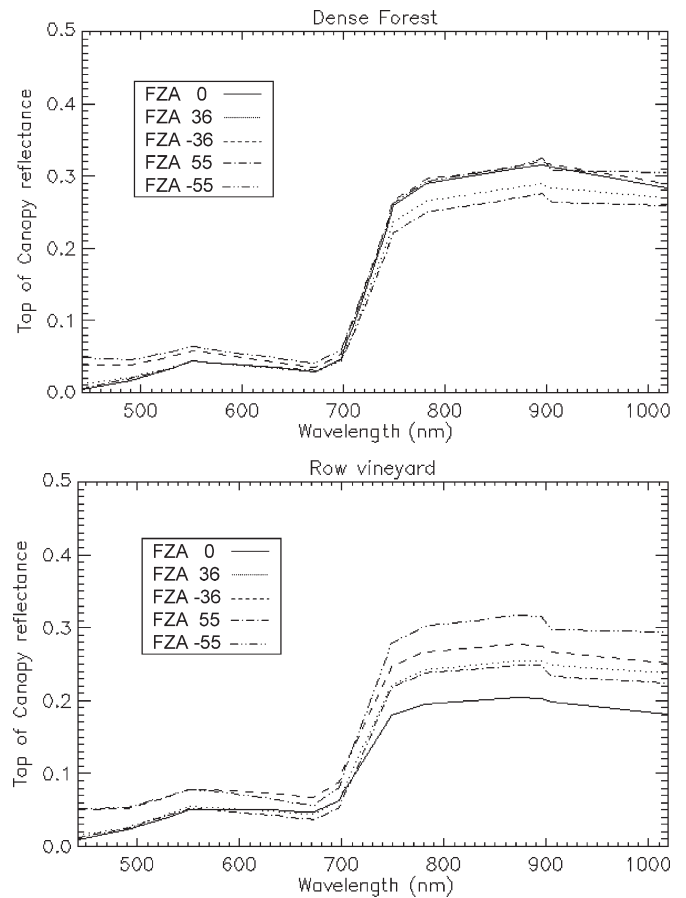 Dense Forest
0.5
0.4
0.3
0.2
0.1
0.0
Top of Canopy reflectance
FZA 0
FZA 36
FZA -36
FZA 55
FZA -55
500 600 700 800 900 1000
Wavelength (nm)
Row vineyard
0.5
0.4
0.3
0.2
0.1
0.0
Top of Canopy reflectance
FZA 0
FZA 36
FZA -36
FZA 55
FZA -55
500 600 700 800 900 1000
Wavelength (nm)